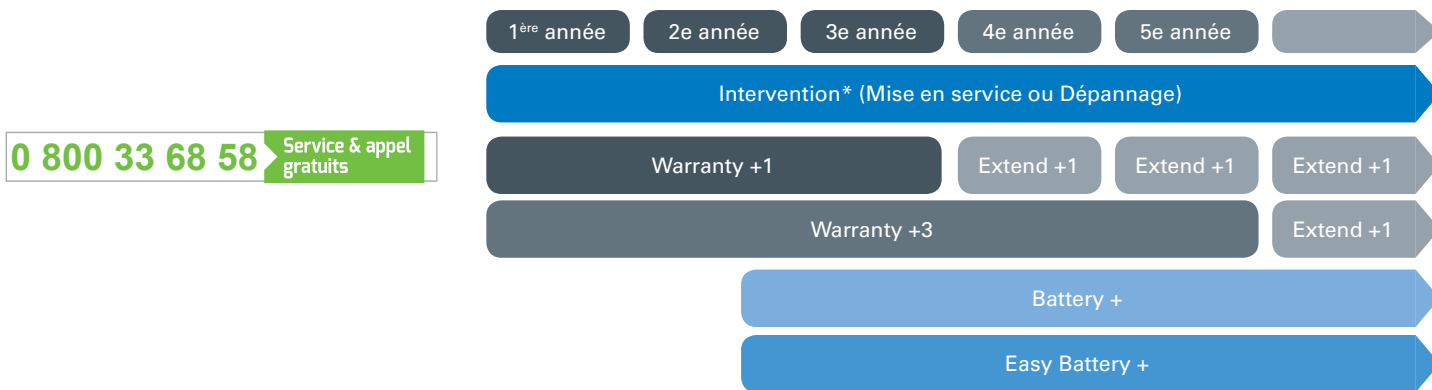 1ère année 2e année 3e année 4e année 5e année
Intervention* (Mise en service ou Dépannage)
0 800 33 68 58 Service & appel
gratuits
Warranty +1 Extend +1 Extend +1 Extend +1
Warranty +3 Extend +1
Battery +
Easy Battery +